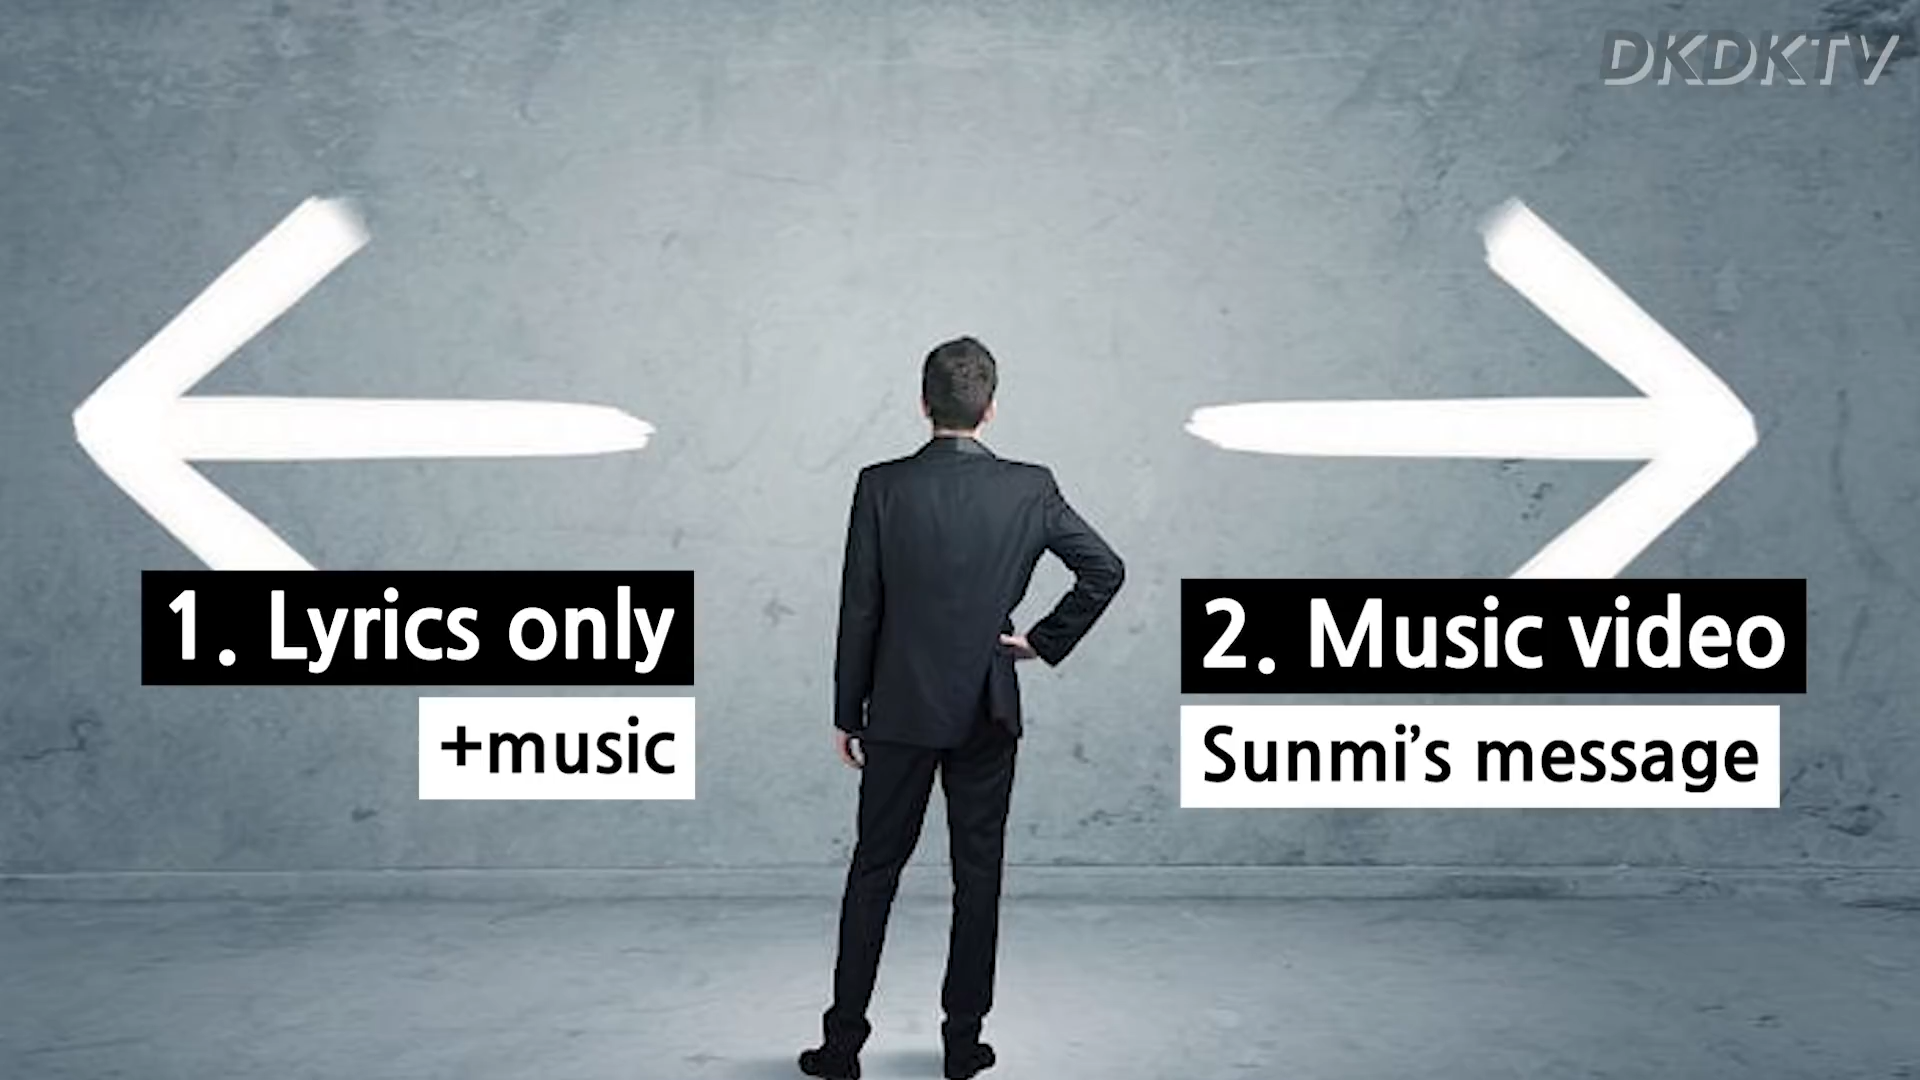 DKDKTV
1. Lyrics only
+music
2. Music video
Sunmi's message